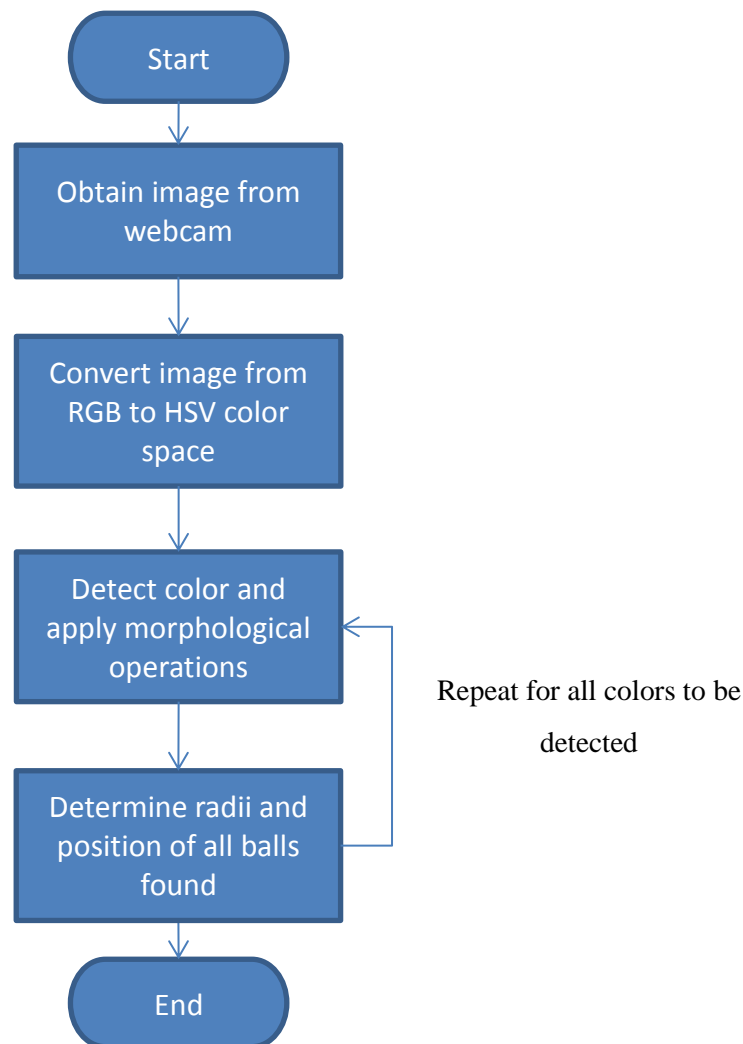 Start
Obtain image from
webcam
Convert image from
RGB to HSV color
space
Detect color and
apply morphological
operations
Repeat for all colors to be
detected
Determine radii and
position of all balls
found
End